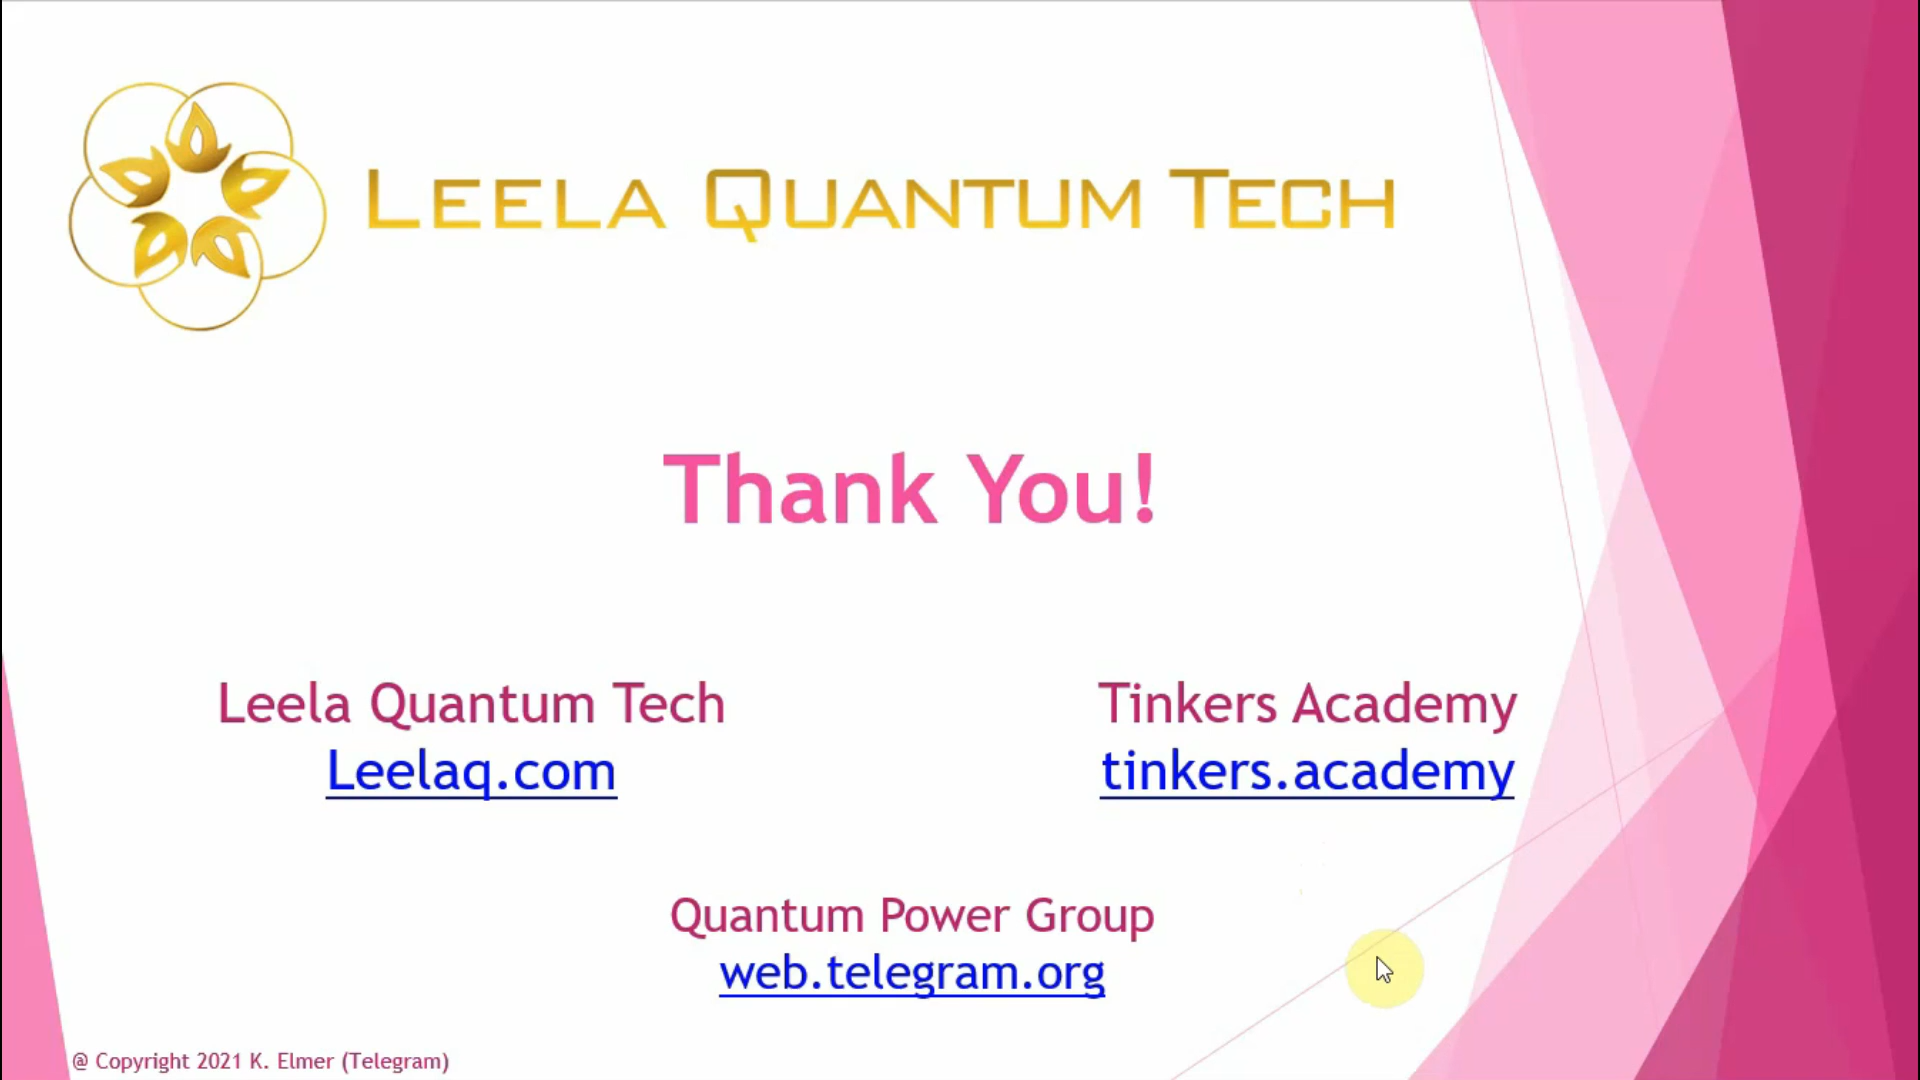 LEELA QUANTUM TECH
Thank You!
Leela Quantum Tech
Leelaq.com
Tinkers Academy
tinkers.academy
Quantum Power Group
web.telegram.org
@ Copyright 2021 K. Elmer (Telegram)